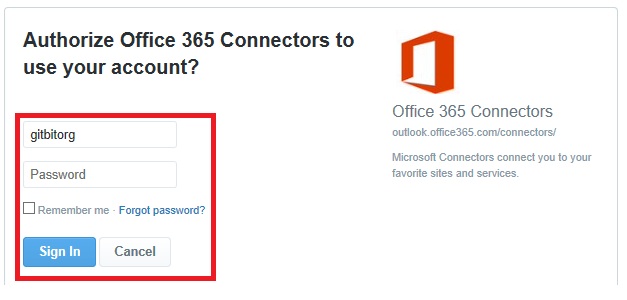 Authorize Office 365 Connectors to
use your account?
gitbitorg
Password
Remember me · Forgot password?
Sign In
Cancel
Office 365 Connectors
outlook.office365.com/connectors/
Microsoft Connectors connect you to your
favorite sites and services.